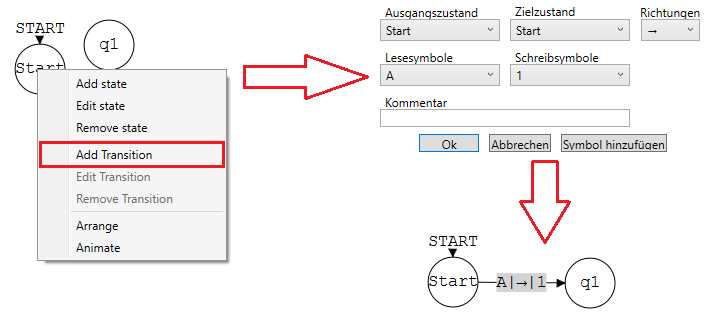 START
Start
q1
Add state
Edit state
Remove state
Add Transition
Edit Transition
Remove Transition
Arrange
Animate
Ausgangszustand Zielzustand Richtungen
Start Start →
Lesesymbole Schreibsymbole
A 1
Kommentar
Ok Abbrechen Symbol hinzufügen
START
Start A|→|1 q1